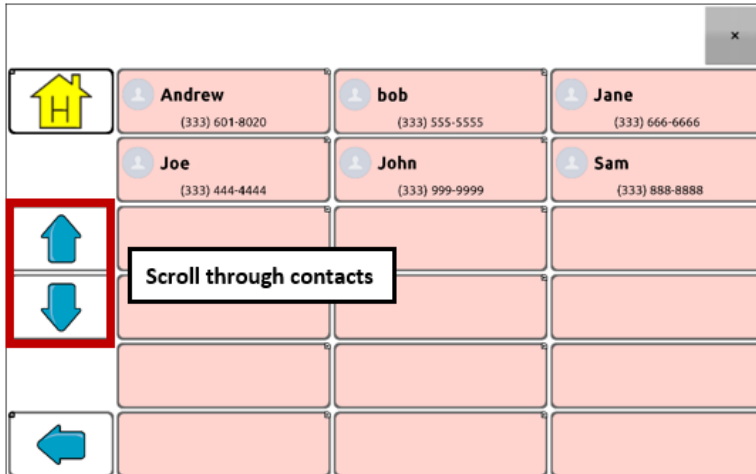 ×
H
Andrew
(333) 601-8020
bob
(333) 555-5555
Jane
(333) 666-6666
Joe
(333) 444-4444
John
(333) 999-9999
Sam
(333) 888-8888
Scroll through contacts